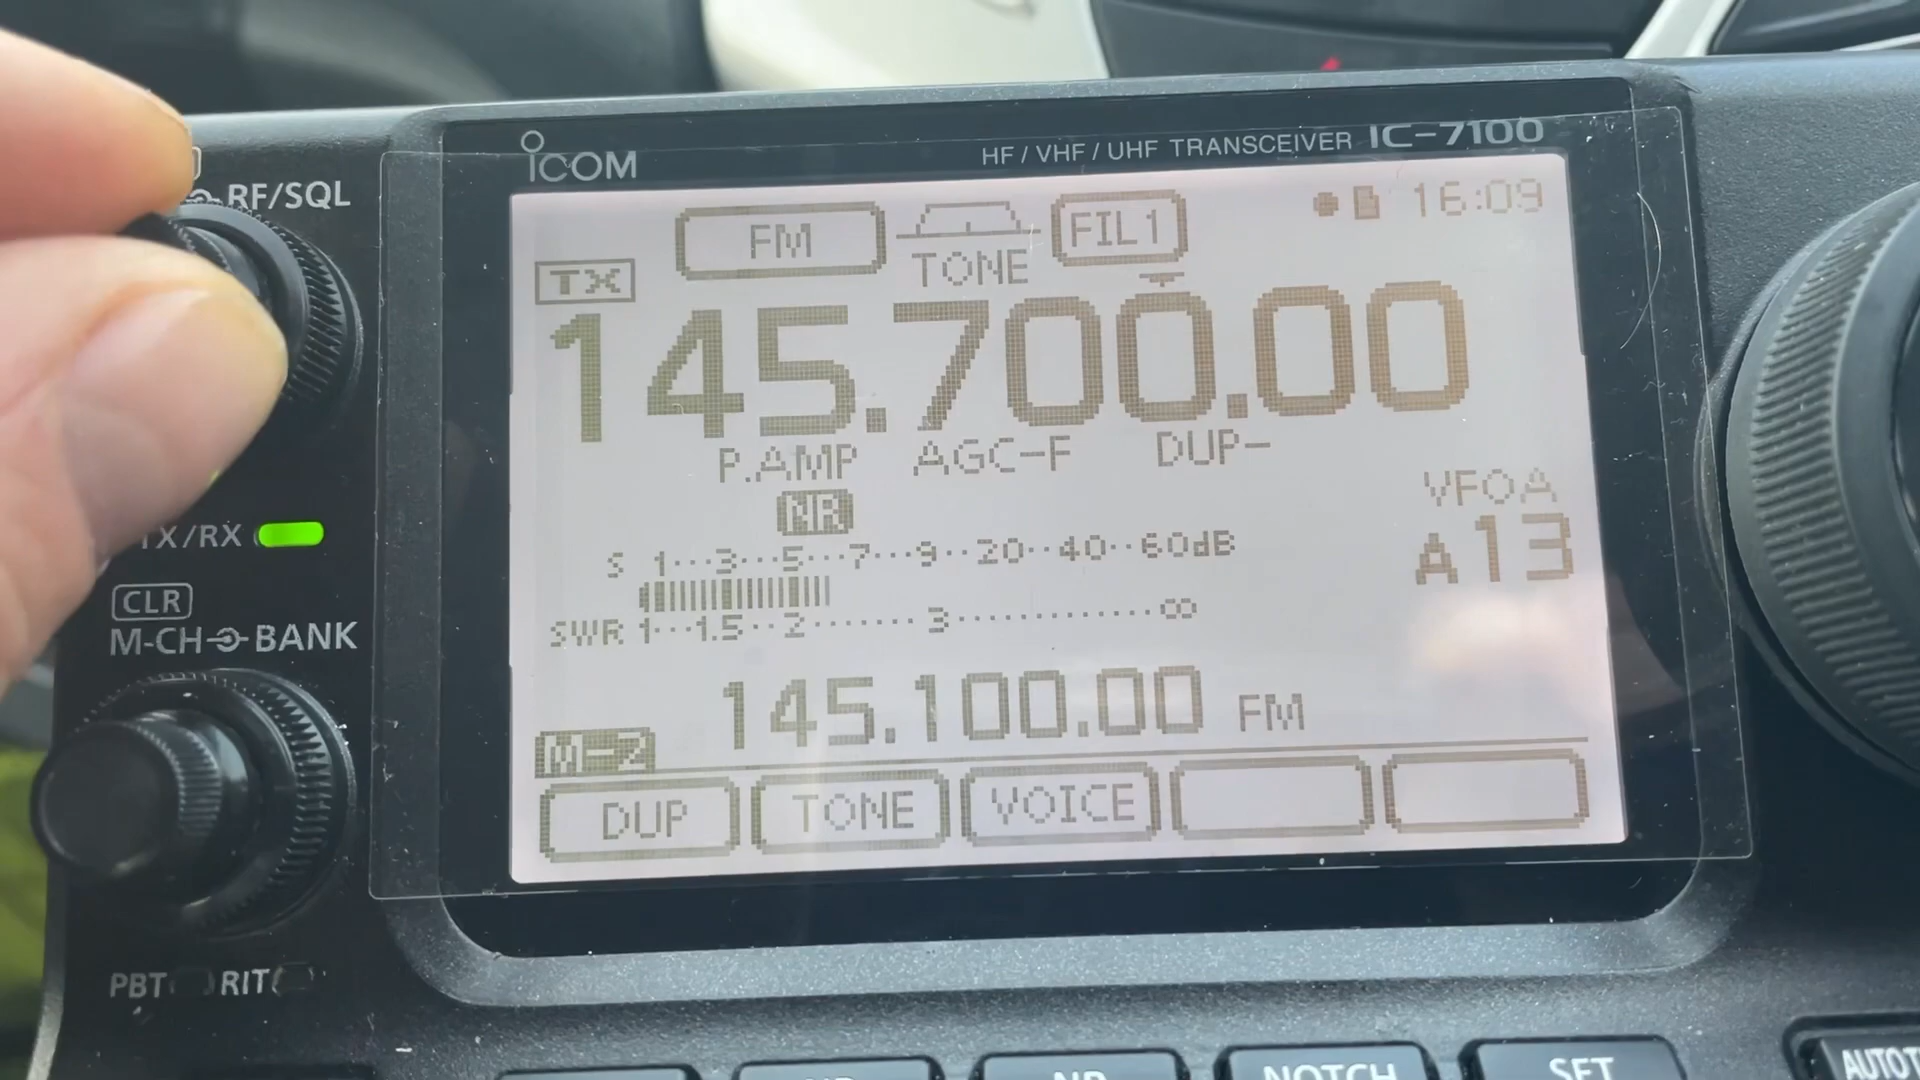 ICOM
HF / VHF / UHF TRANSCEIVER IC-7100
RF/SQL
FM TONE FIL1 16:09
TX
145.700.00
P.AMP AGC-F DUP-
NR
VFOA
A13
TX/RX
S 1···3···5···7···9··20··40··60dB
SWR 1···1.5··2·······3···········∞
CLR
M-CH BANK
145.100.00 FM
M-2
DUP TONE VOICE
PBT RIT
NR NOTCH SET